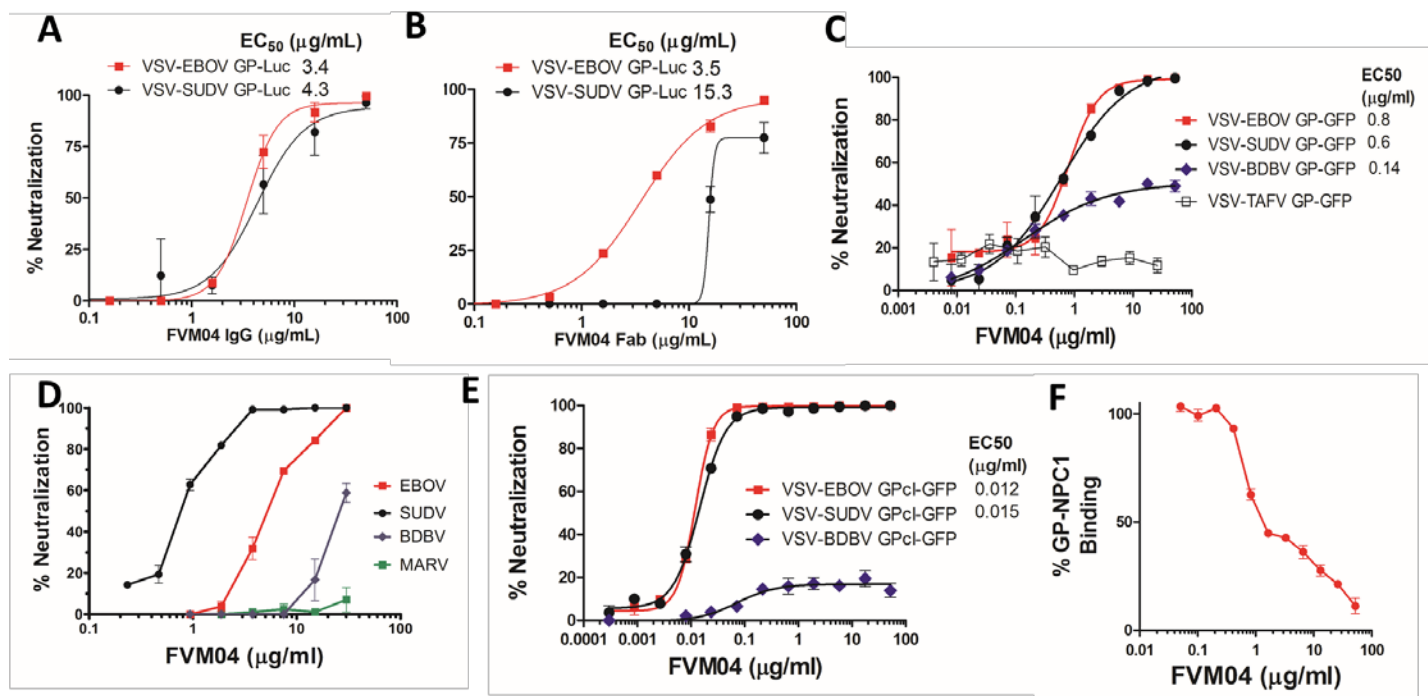 A
EC50 (μg/mL)
VSV-EBOV GP-Luc 3.4
VSV-SUDV GP-Luc 4.3
% Neutralization
100
75
50
25
0
0.1 1 10 100
FVM04 IgG (μg/mL)
B
EC50 (μg/mL)
VSV-EBOV GP-Luc 3.5
VSV-SUDV GP-Luc 15.3
% Neutralization
100
75
50
25
0
0.1 1 10 100
FVM04 Fab (μg/mL)
C
EC50
(μg/ml)
VSV-EBOV GP-GFP 0.8
VSV-SUDV GP-GFP 0.6
VSV-BDBV GP-GFP 0.14
VSV-TAFV GP-GFP
% Neutralization
100
80
60
40
20
0
0.001 0.01 0.1 1 10 100
FVM04 (μg/ml)
D
% Neutralization
100
80
60
40
20
0
EBOV
SUDV
BDBV
MARV
0.1 1 10 100
FVM04 (μg/ml)
E
% Neutralization
100
80
60
40
20
0
EC50
(μg/ml)
VSV-EBOV GPcl-GFP 0.012
VSV-SUDV GPcl-GFP 0.015
VSV-BDBV GPcl-GFP
0.0001 0.001 0.01 0.1 1 10 100
FVM04 (μg/ml)
F
% GP-NPC1
Binding
100
50
0
0.01 0.1 1 10 100
FVM04 (μg/ml)